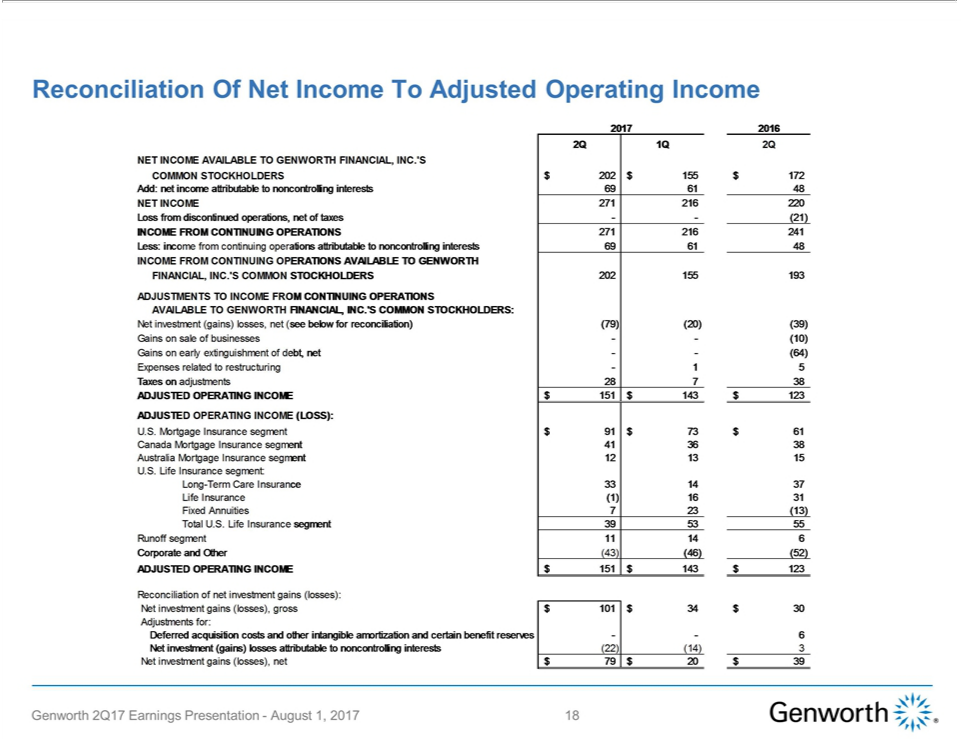 Reconciliation Of Net Income To Adjusted Operating Income
2017 2016
2Q 1Q 2Q
NET INCOME AVAILABLE TO GENWORTH FINANCIAL, INC.'S
COMMON STOCKHOLDERS $ 202 $ 155 $ 172
Add: net income attributable to noncontrolling interests 69 61 48
NET INCOME 271 216 220
Loss from discontinued operations, net of taxes - - (21)
INCOME FROM CONTINUING OPERATIONS 271 216 241
Less: income from continuing operations attributable to noncontrolling interests 69 61 48
INCOME FROM CONTINUING OPERATIONS AVAILABLE TO GENWORTH
FINANCIAL, INC.'S COMMON STOCKHOLDERS 202 155 193
ADJUSTMENTS TO INCOME FROM CONTINUING OPERATIONS
AVAILABLE TO GENWORTH FINANCIAL, INC.'S COMMON STOCKHOLDERS:
Net investment (gains) losses, net (see below for reconciliation) (79) (20) (39)
Gains on sale of businesses - - (10)
Gains on early extinguishment of debt, net - - (64)
Expenses related to restructuring - 1 5
Taxes on adjustments 28 7 38
ADJUSTED OPERATING INCOME $ 151 $ 143 $ 123
ADJUSTED OPERATING INCOME (LOSS):
U.S. Mortgage Insurance segment $ 91 $ 73 $ 61
Canada Mortgage Insurance segment 41 36 38
Australia Mortgage Insurance segment 12 13 15
U.S. Life Insurance segment:
Long-Term Care Insurance 33 14 37
Life Insurance (1) 16 31
Fixed Annuities 7 23 (13)
Total U.S. Life Insurance segment 39 53 55
Runoff segment 11 14 6
Corporate and Other (43) (46) (52)
ADJUSTED OPERATING INCOME $ 151 $ 143 $ 123
Reconciliation of net investment gains (losses):
Net investment gains (losses), gross $ 101 $ 34 $ 30
Adjustments for:
Deferred acquisition costs and other intangible amortization and certain benefit reserves - - 6
Net investment (gains) losses attributable to noncontrolling interests (22) (14) 3
Net investment gains (losses), net $ 79 $ 20 $ 39
Genworth 2Q17 Earnings Presentation - August 1, 2017 18 Genworth®